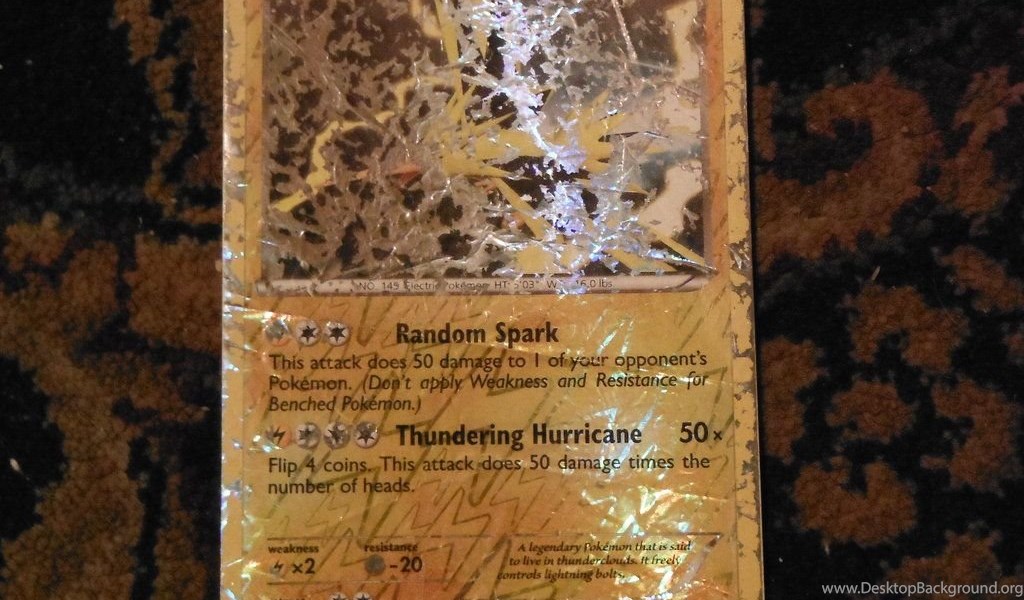 NO. 145 Electric Pokémon HT: 5'03" W 16.0 lbs
Random Spark
This attack does 50 damage to 1 of your opponent's
Pokémon. (Don't apply Weakness and Resistance for
Benched Pokémon.)
Thundering Hurricane 50×
Flip 4 coins. This attack does 50 damage times the
number of heads.
weakness resistance
×2 -20
A legendary Pokémon that is said
to live in thunderclouds. It freely
controls lightning bolts.
www.DesktopBackground.org